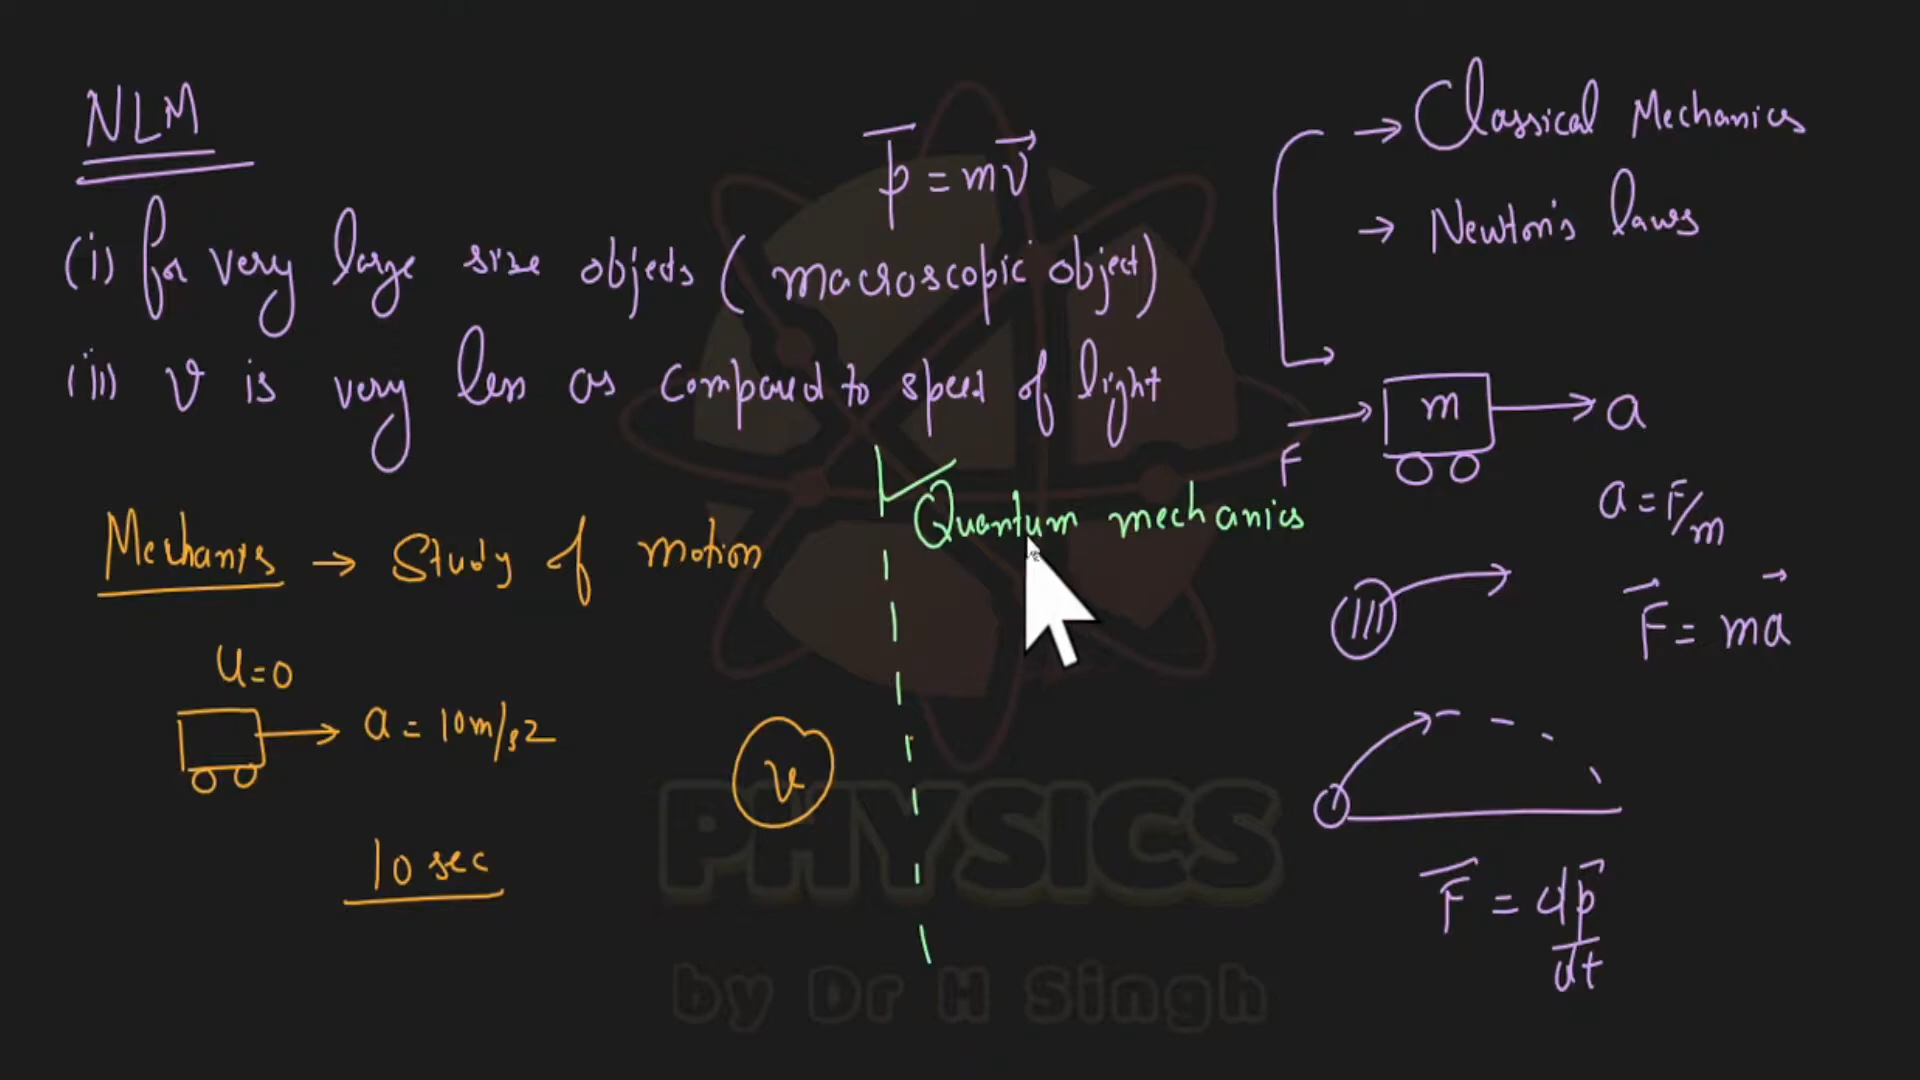 NLM
p = mv
(i) for very large size objects (macroscopic object)
(ii) v is very less as compared to speed of light
→ Classical Mechanics
→ Newton's laws
F → m → a
a = F/m
F = ma
Quantum mechanics
Mechanis → Study of motion
u=0
a = 10m/s2
v
10 sec
F = dp/dt
PHYSICS
by Dr H Singh